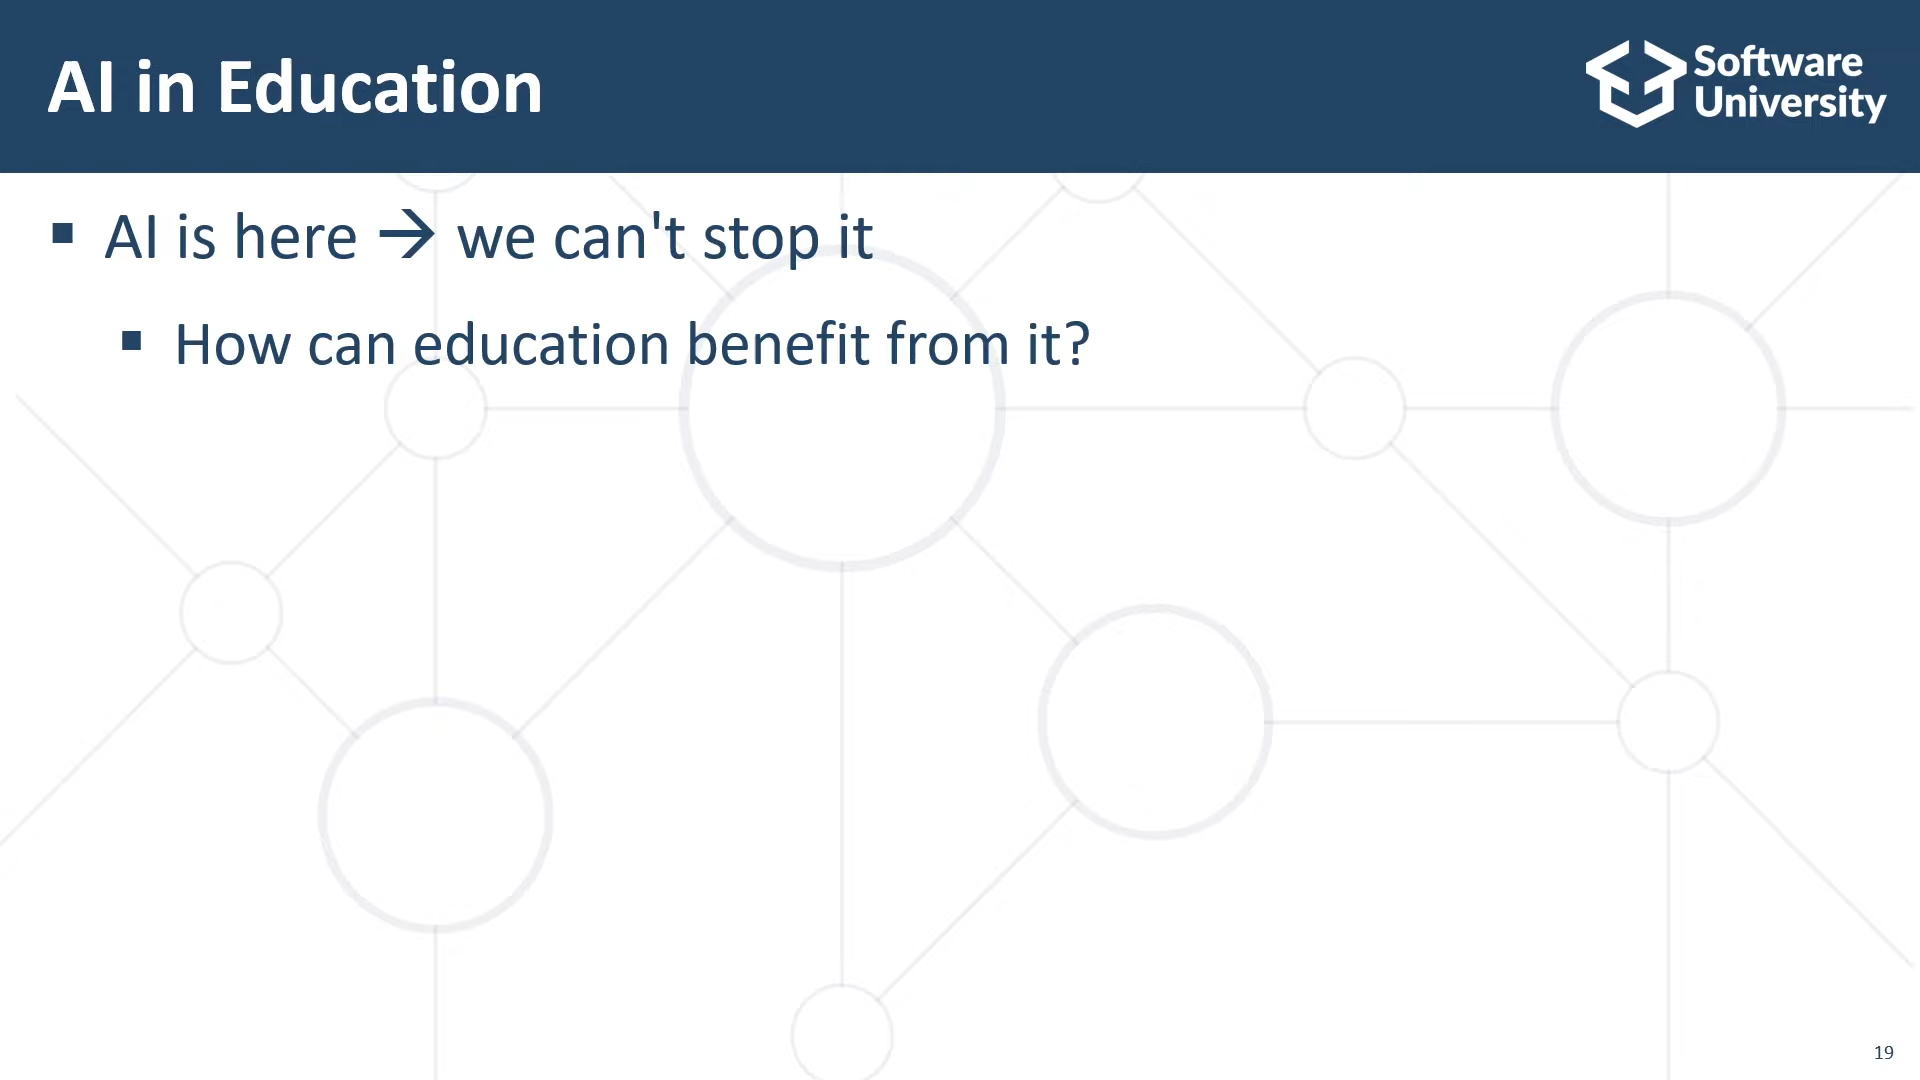 AI in Education
Software
University
▪ AI is here → we can't stop it
▪ How can education benefit from it?
19